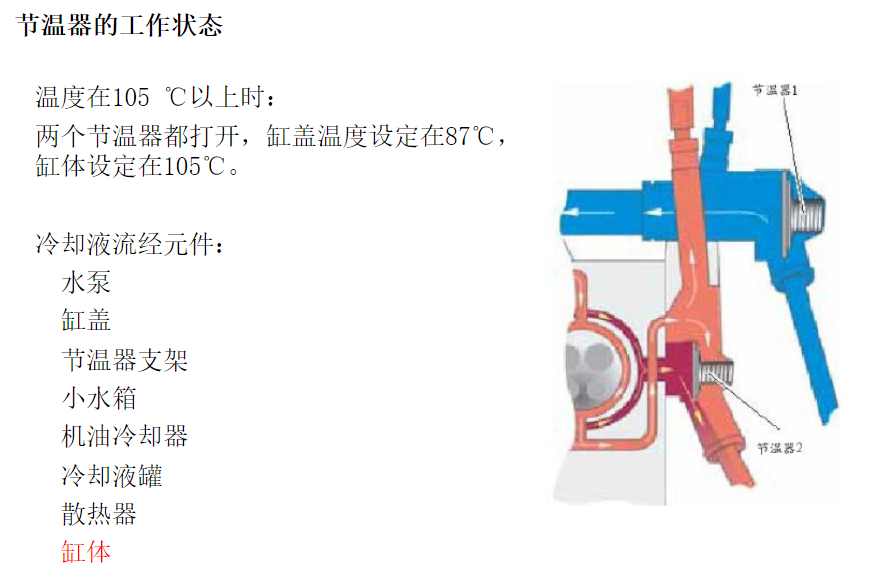 节温器的工作状态
温度在105 ℃以上时：
两个节温器都打开，缸盖温度设定在87℃，
缸体设定在105℃。
冷却液流经元件：
水泵
缸盖
节温器支架
小水箱
机油冷却器
冷却液罐
散热器
缸体
节温器1
节温器2